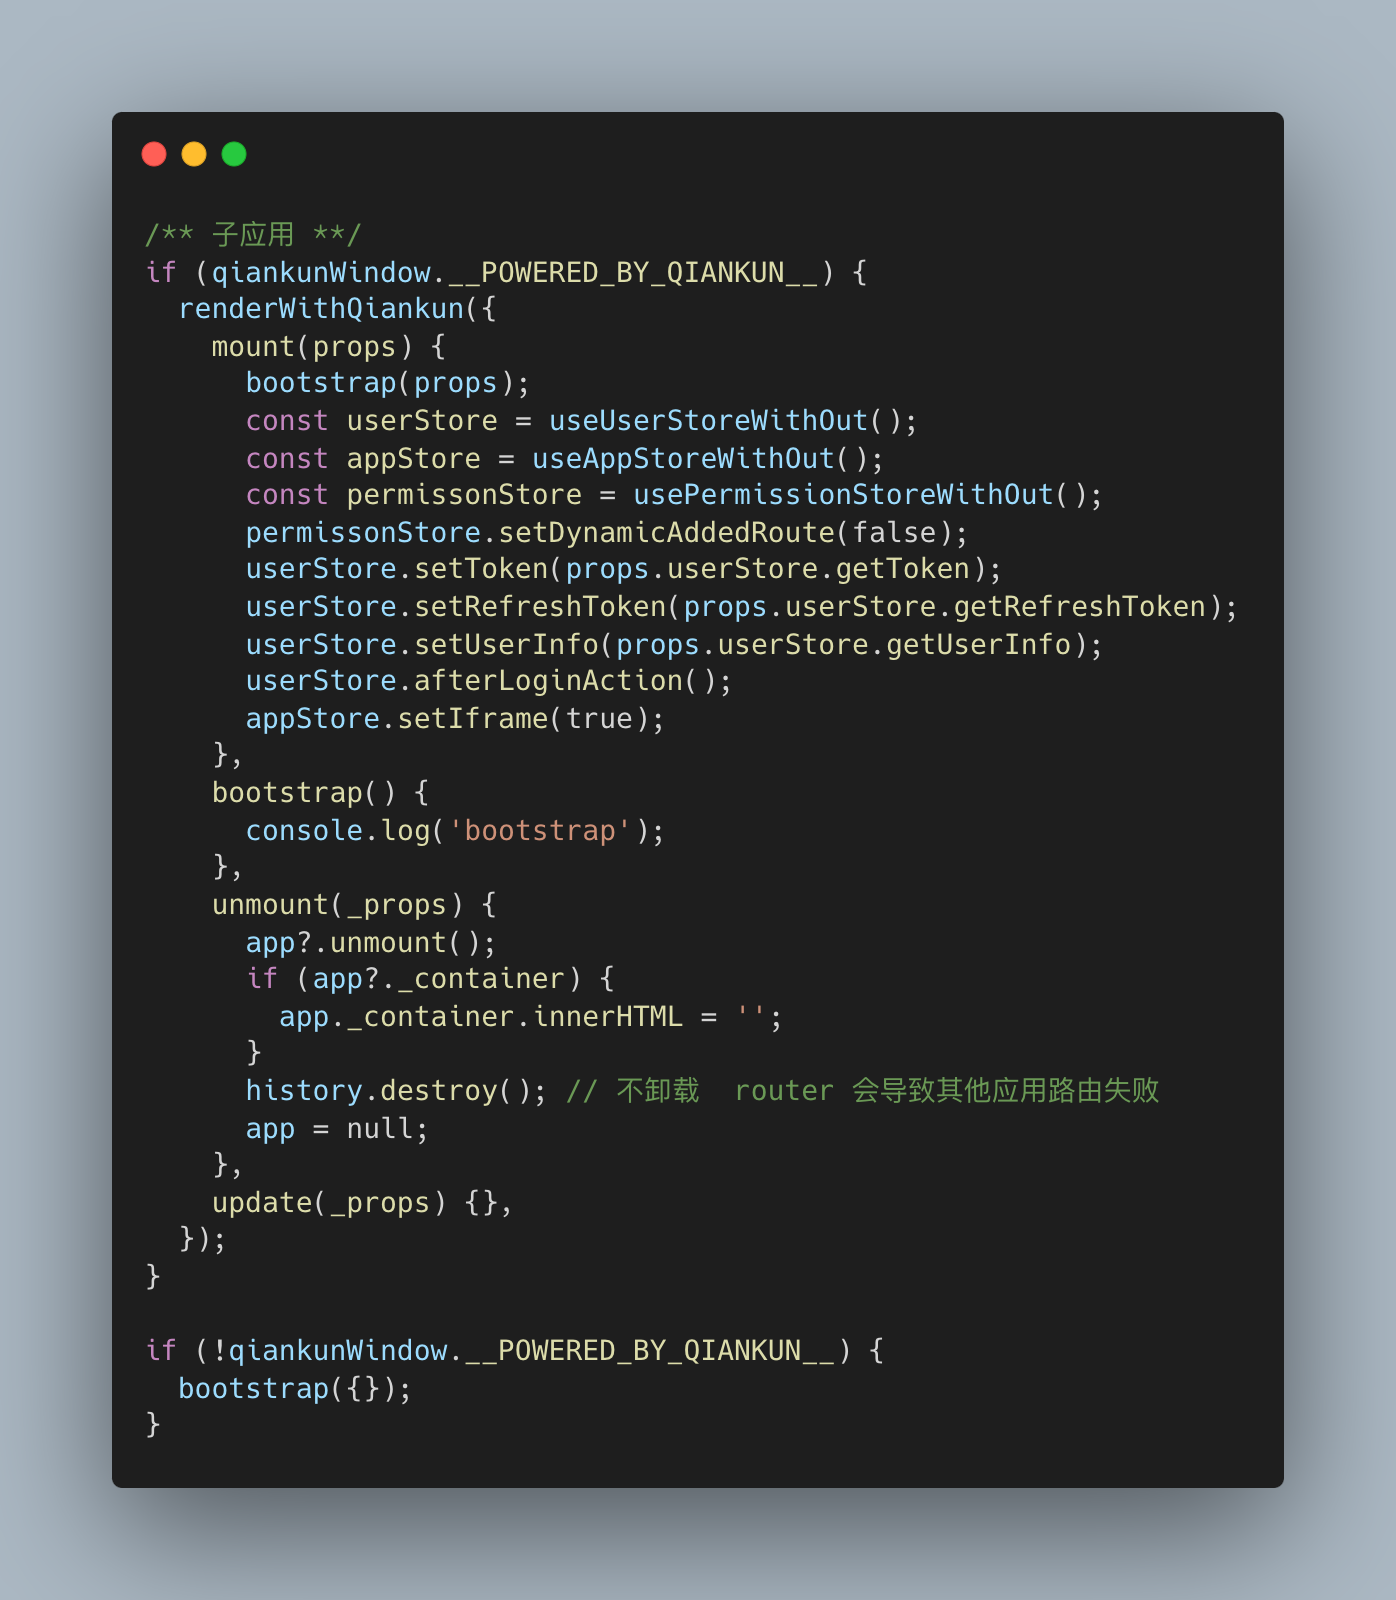 /** 子应用 **/
if (qiankunWindow.__POWERED_BY_QIANKUN__) {
  renderWithQiankun({
    mount(props) {
      bootstrap(props);
      const userStore = useUserStoreWithOut();
      const appStore = useAppStoreWithOut();
      const permissonStore = usePermissionStoreWithOut();
      permissonStore.setDynamicAddedRoute(false);
      userStore.setToken(props.userStore.getToken);
      userStore.setRefreshToken(props.userStore.getRefreshToken);
      userStore.setUserInfo(props.userStore.getUserInfo);
      userStore.afterLoginAction();
      appStore.setIframe(true);
    },
    bootstrap() {
      console.log('bootstrap');
    },
    unmount(_props) {
      app?.unmount();
      if (app?._container) {
        app._container.innerHTML = '';
      }
      history.destroy(); // 不卸载  router 会导致其他应用路由失败
      app = null;
    },
    update(_props) {},
  });
}

if (!qiankunWindow.__POWERED_BY_QIANKUN__) {
  bootstrap({});
}